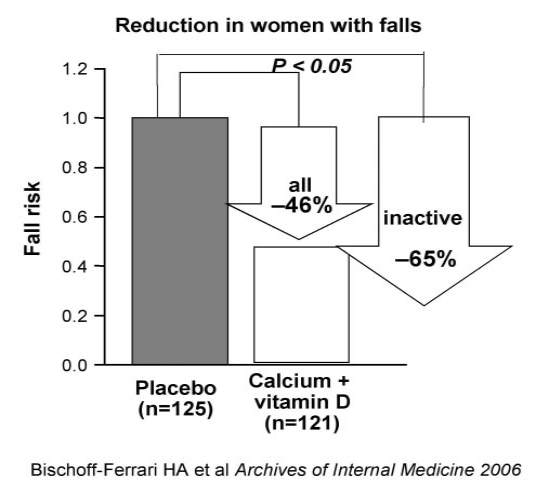 Reduction in women with falls
P < 0.05
1.2
1.0
0.8
0.6
0.4
0.2
0.0
Fall risk
all
–46%
inactive
–65%
Placebo
(n=125)
Calcium +
vitamin D
(n=121)
Bischoff-Ferrari HA et al Archives of Internal Medicine 2006